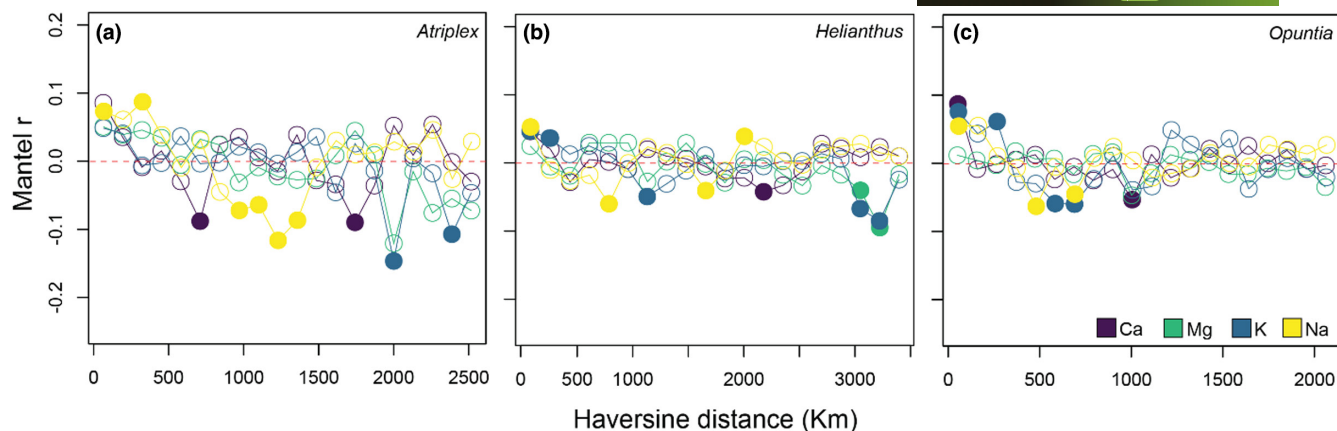 (a) Atriplex
(b) Helianthus
(c) Opuntia
Mantel r
0.2
0.1
0.0
-0.1
-0.2
Ca Mg K Na
0 500 1000 1500 2000 2500
0 500 1000 2000 3000
0 500 1000 1500 2000
Haversine distance (Km)